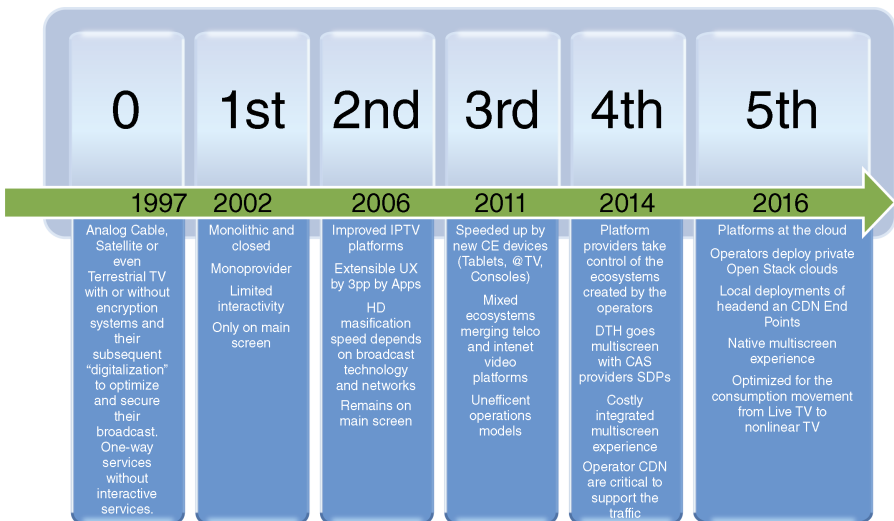 0
1st
2nd
3rd
4th
5th
1997
2002
2006
2011
2014
2016
Analog Cable,
Satellite or
even
Terrestrial TV
with or without
encryption
systems and
their
subsequent
“digitalization”
to optimize
and secure
their
broadcast.
One-way
services
without
interactive
services.
Monolithic and
closed
Monoprovider
Limited
interactivity
Only on main
screen
Improved IPTV
platforms
Extensible UX
by 3pp by Apps
HD
masification
speed depends
on broadcast
technology
and networks
Remains on
main screen
Speeded up by
new CE devices
(Tablets, @TV,
Consoles)
Mixed
ecosystems
merging telco
and intenet
video
platforms
Unefficent
operations
models
Platform
providers take
control of the
ecosystems
created by the
operators
DTH goes
multiscreen
with CAS
providers SDPs
Costly
integrated
multiscreen
experience
Operator CDN
are critical to
support the
traffic
Platforms at the cloud
Operators deploy private
Open Stack clouds
Local deployments of
headend an CDN End
Points
Native multiscreen
experience
Optimized for the
consumption movement
from Live TV to
nonlinear TV